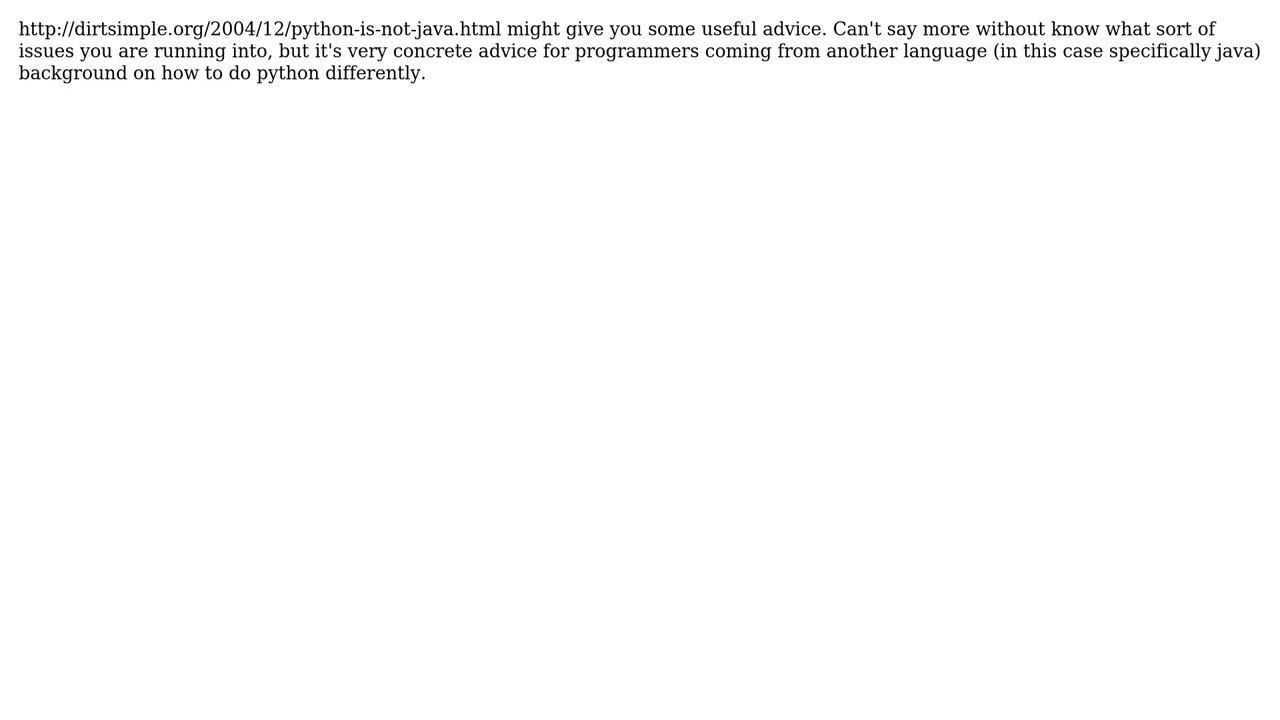 http://dirtsimple.org/2004/12/python-is-not-java.html might give you some useful advice. Can't say more without know what sort of
issues you are running into, but it's very concrete advice for programmers coming from another language (in this case specifically java)
background on how to do python differently.